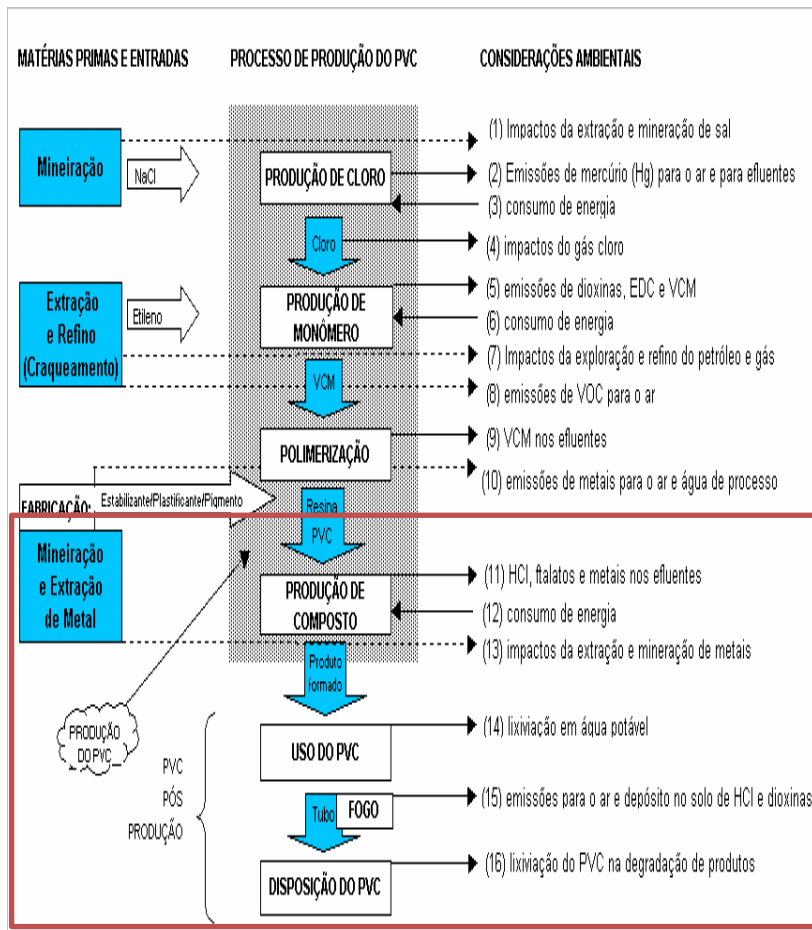 MATÉRIAS PRIMAS E ENTRADAS
PROCESSO DE PRODUÇÃO DO PVC
CONSIDERAÇÕES AMBIENTAIS
Mineiração
NaCl
PRODUÇÃO DE CLORO
(1) Impactos da extração e mineração de sal
(2) Emissões de mercúrio (Hg) para o ar e para efluentes
(3) consumo de energia
Cloro
(4) impactos do gás cloro
Extração
e Refino
(Craqueamento)
Etileno
PRODUÇÃO DE
MONÔMERO
(5) emissões de dioxinas, EDC e VCM
(6) consumo de energia
(7) Impactos da exploração e refino do petróleo e gás
VCM
(8) emissões de VOC para o ar
POLIMERIZAÇÃO
(9) VCM nos efluentes
(10) emissões de metais para o ar e água de processo
FABRICAÇÃO:
Estabilizante/Plastificante/Pigmento
Resina
PVC
Mineiração
e Extração
de Metal
PRODUÇÃO DE
COMPOSTO
(11) HCl, ftalatos e metais nos efluentes
(12) consumo de energia
(13) impactos da extração e mineração de metais
Produto
formado
PRODUÇÃO
DO PVC
PVC
PÓS
PRODUÇÃO
USO DO PVC
(14) lixiviação em água potável
Tubo
FOGO
(15) emissões para o ar e depósito no solo de HCl e dioxinas
DISPOSIÇÃO DO PVC
(16) lixiviação do PVC na degradação de produtos